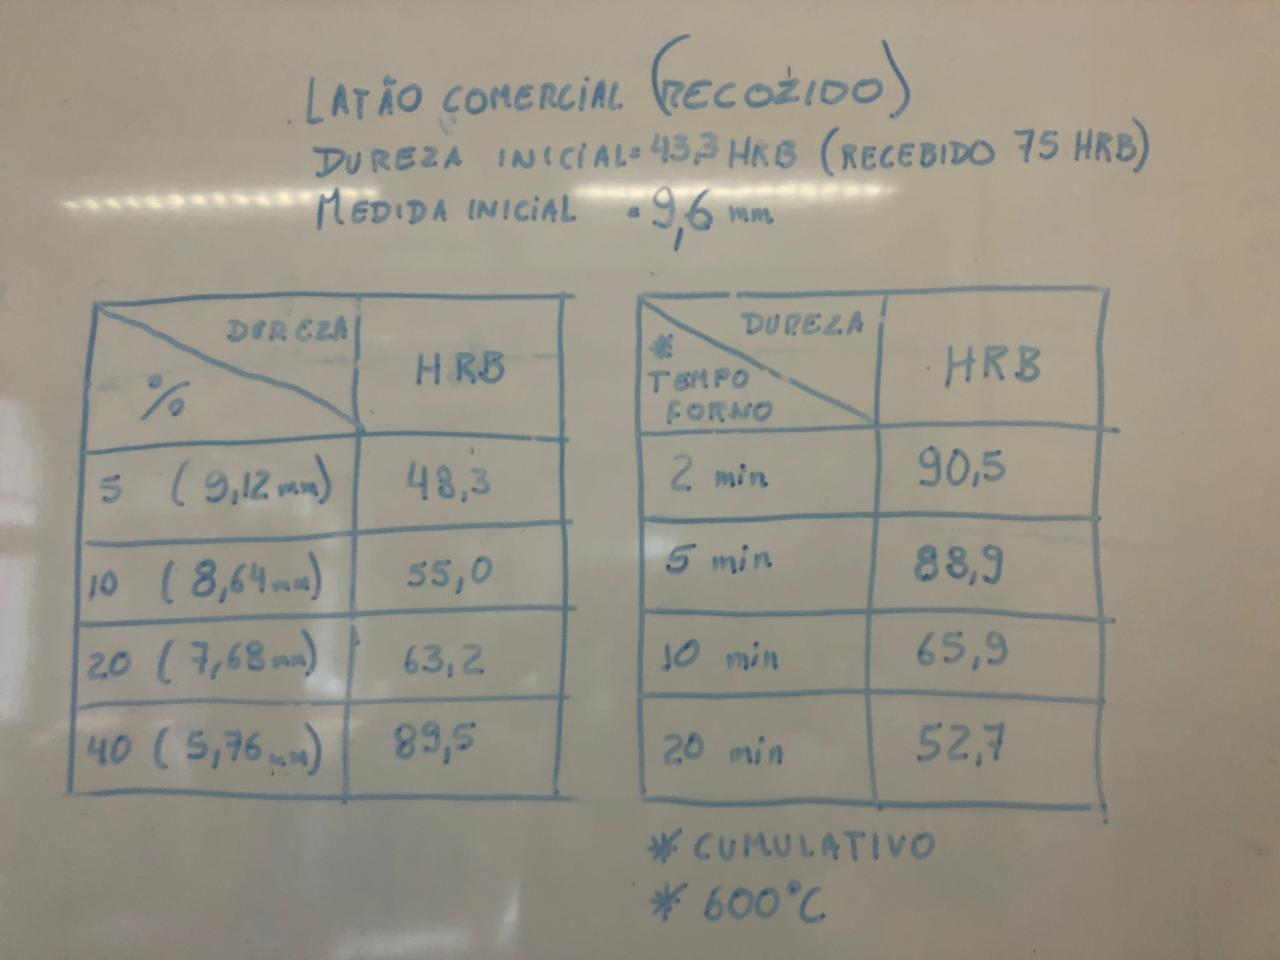 LATÃO COMERCIAL (RECOZIDO)
DUREZA INICIAL = 43,3 HRB (RECEBIDO 75 HRB)
MEDIDA INICIAL = 9,6 mm
DUREZA
%
HRB
5 (9,12 mm) 48,3
10 (8,64 mm) 55,0
20 (7,68 mm) 63,2
40 (5,76 mm) 89,5
DUREZA
*
TEMPO
FORNO
HRB
2 min 90,5
5 min 88,9
10 min 65,9
20 min 52,7
* CUMULATIVO
* 600°C